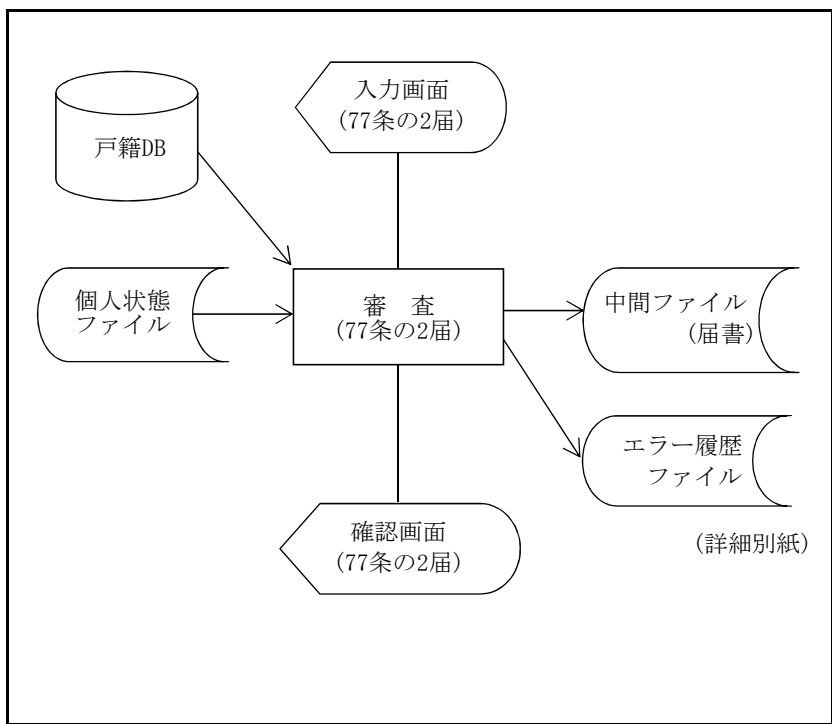 入力画面
(77条の2届)
戸籍DB
個人状態
ファイル
審　査
(77条の2届)
中間ファイル
(届書)
エラー履歴
ファイル
確認画面
(77条の2届)
(詳細別紙)